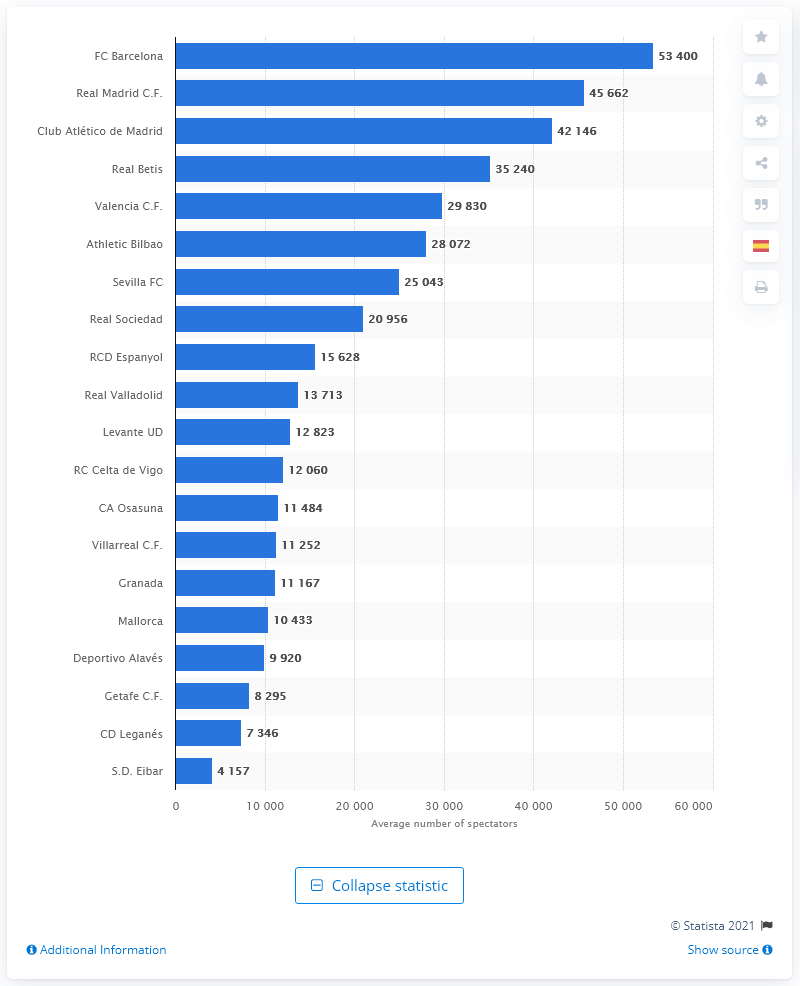 FC Barcelona 53 400
Real Madrid C.F. 45 662
Club Atlético de Madrid 42 146
Real Betis 35 240
Valencia C.F. 29 830
Athletic Bilbao 28 072
Sevilla FC 25 043
Real Sociedad 20 956
RCD Espanyol 15 628
Real Valladolid 13 713
Levante UD 12 823
RC Celta de Vigo 12 060
CA Osasuna 11 484
Villarreal C.F. 11 252
Granada 11 167
Mallorca 10 433
Deportivo Alavés 9 920
Getafe C.F. 8 295
CD Leganés 7 346
S.D. Eibar 4 157
0 10 000 20 000 30 000 40 000 50 000 60 000
Average number of spectators
Collapse statistic
© Statista 2021
Additional Information Show source